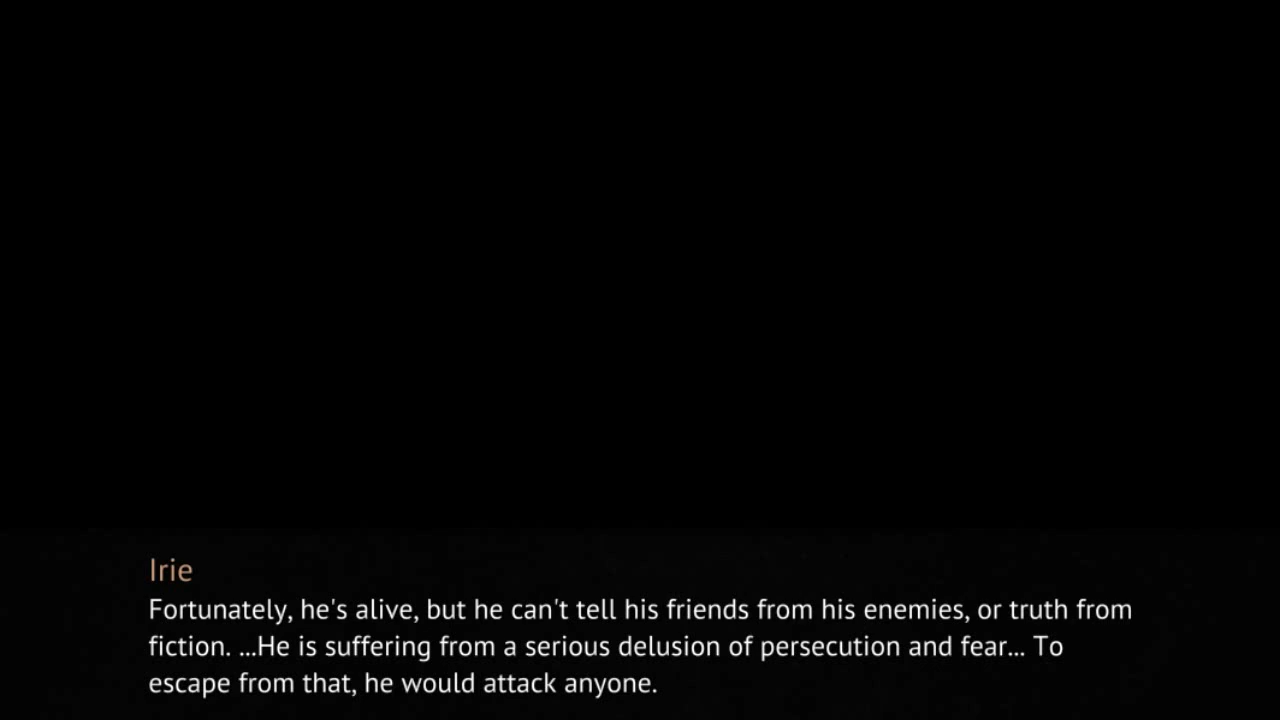 Irie
Fortunately, he's alive, but he can't tell his friends from his enemies, or truth from
fiction. ...He is suffering from a serious delusion of persecution and fear... To
escape from that, he would attack anyone.